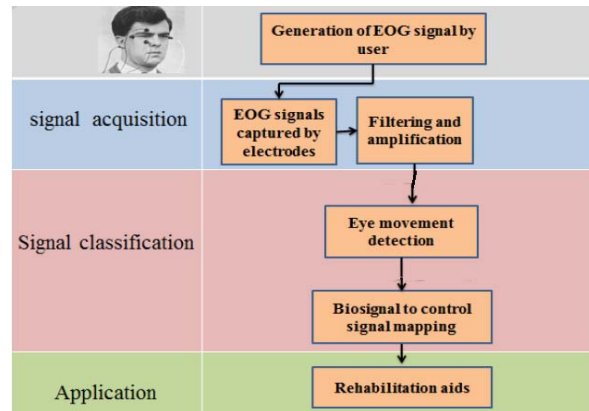 Generation of EOG signal by
user
signal acquisition
EOG signals
captured by
electrodes
Filtering and
amplification
Signal classification
Eye movement
detection
Biosignal to control
signal mapping
Application
Rehabilitation aids